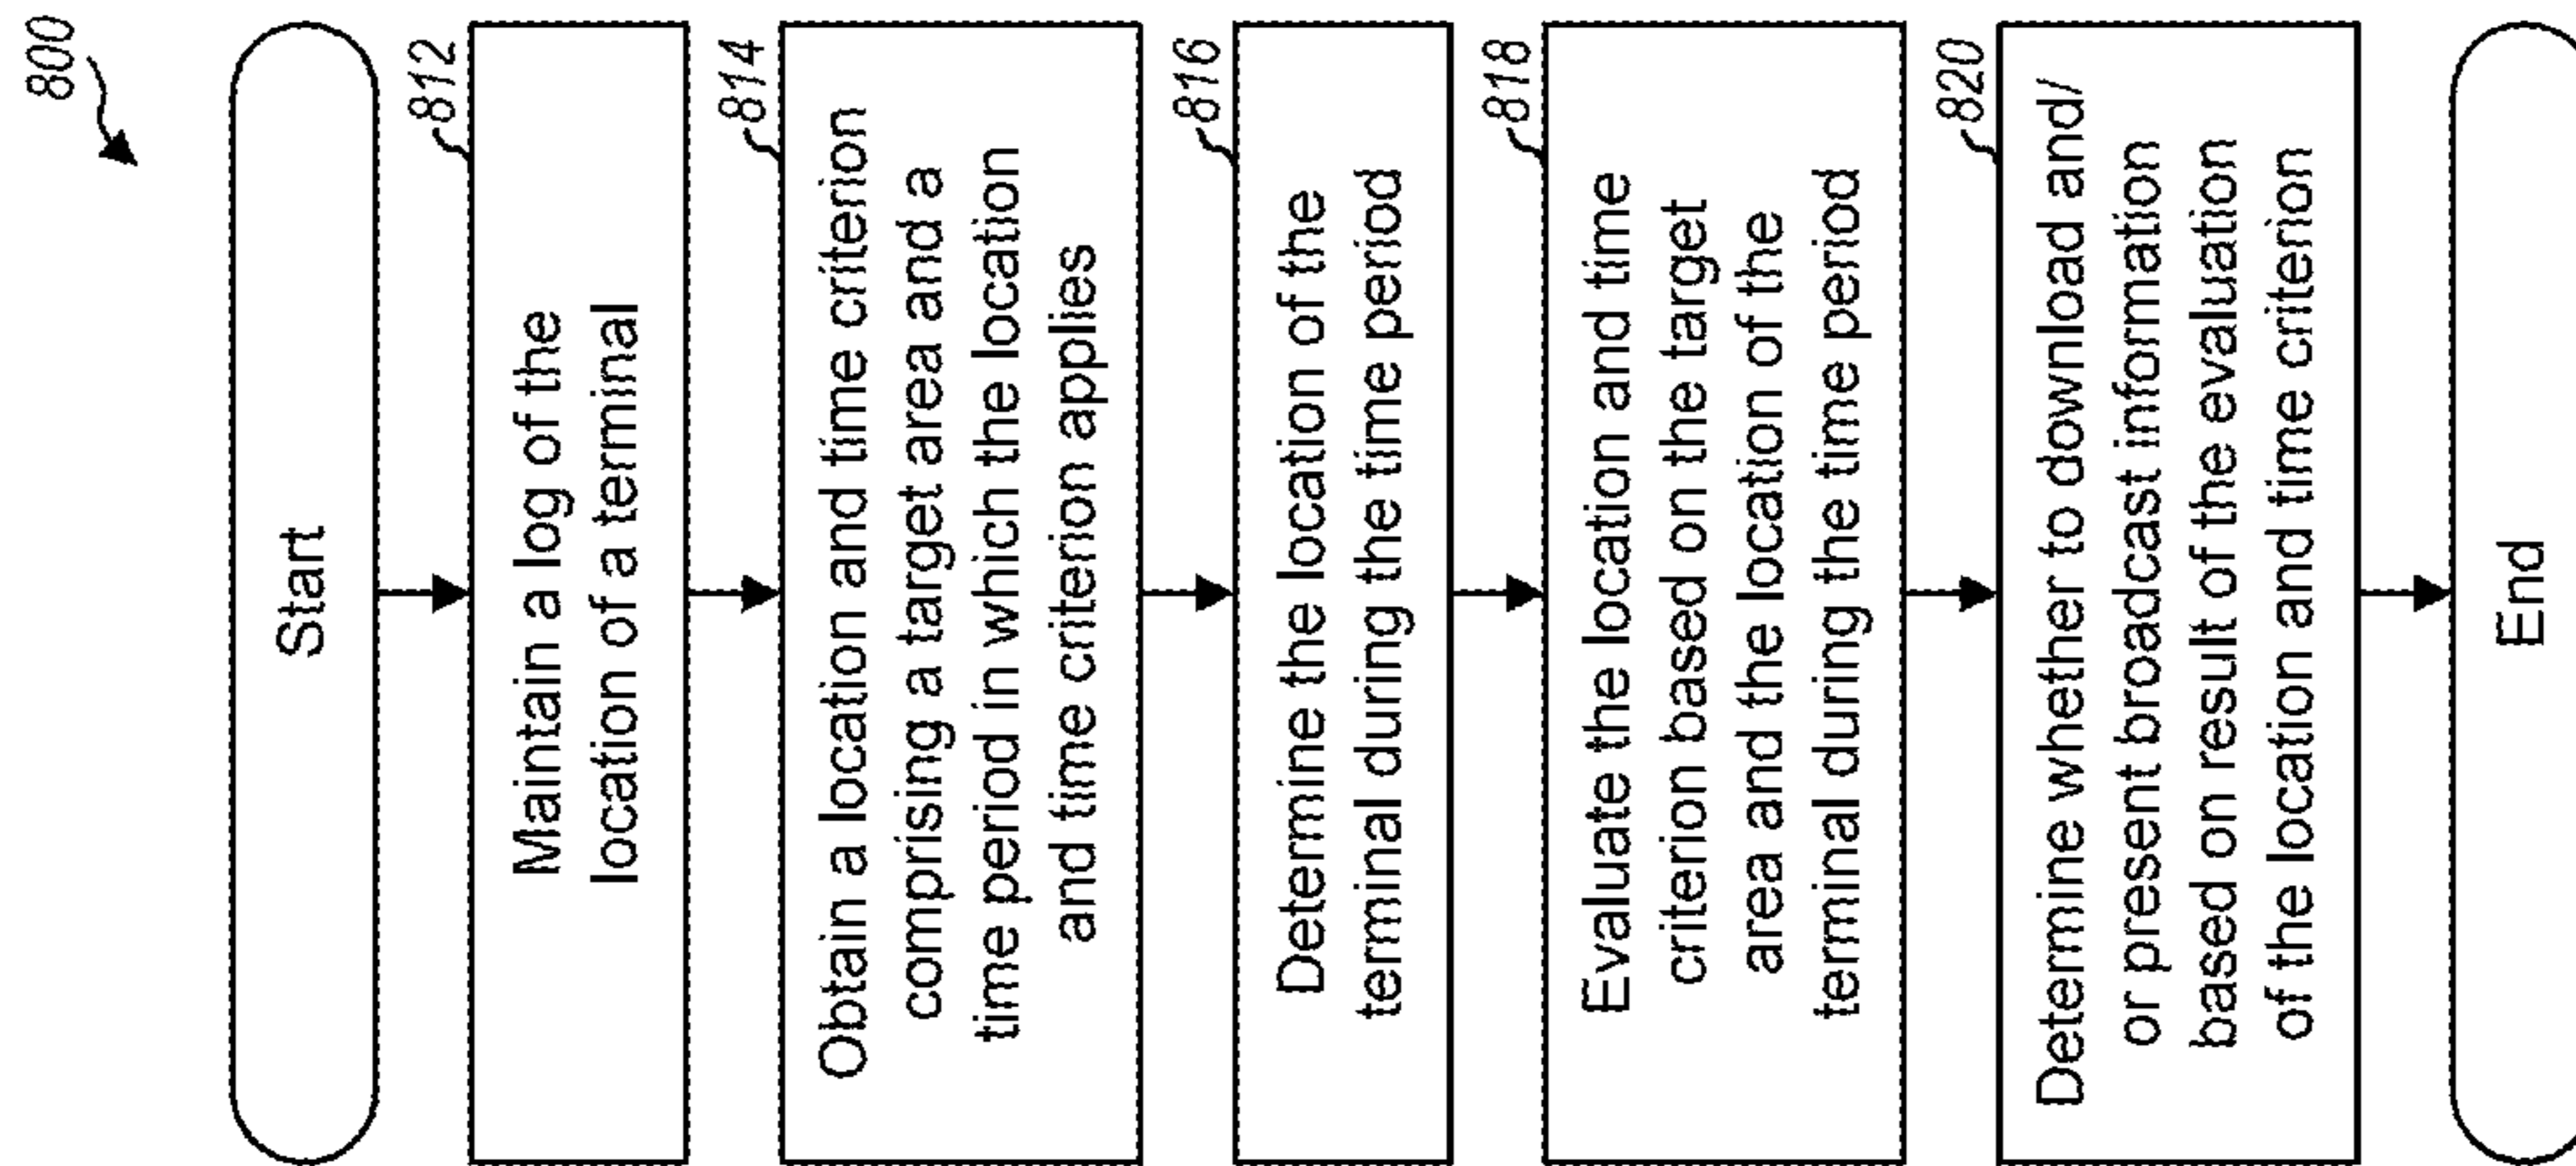 800
Start
812
Maintain a log of the
location of a terminal
814
Obtain a location and time criterion
comprising a target area and a
time period in which the location
and time criterion applies
816
Determine the location of the
terminal during the time period
818
Evaluate the location and time
criterion based on the target
area and the location of the
terminal during the time period
820
Determine whether to download and/
or present broadcast information
based on result of the evaluation
of the location and time criterion
End